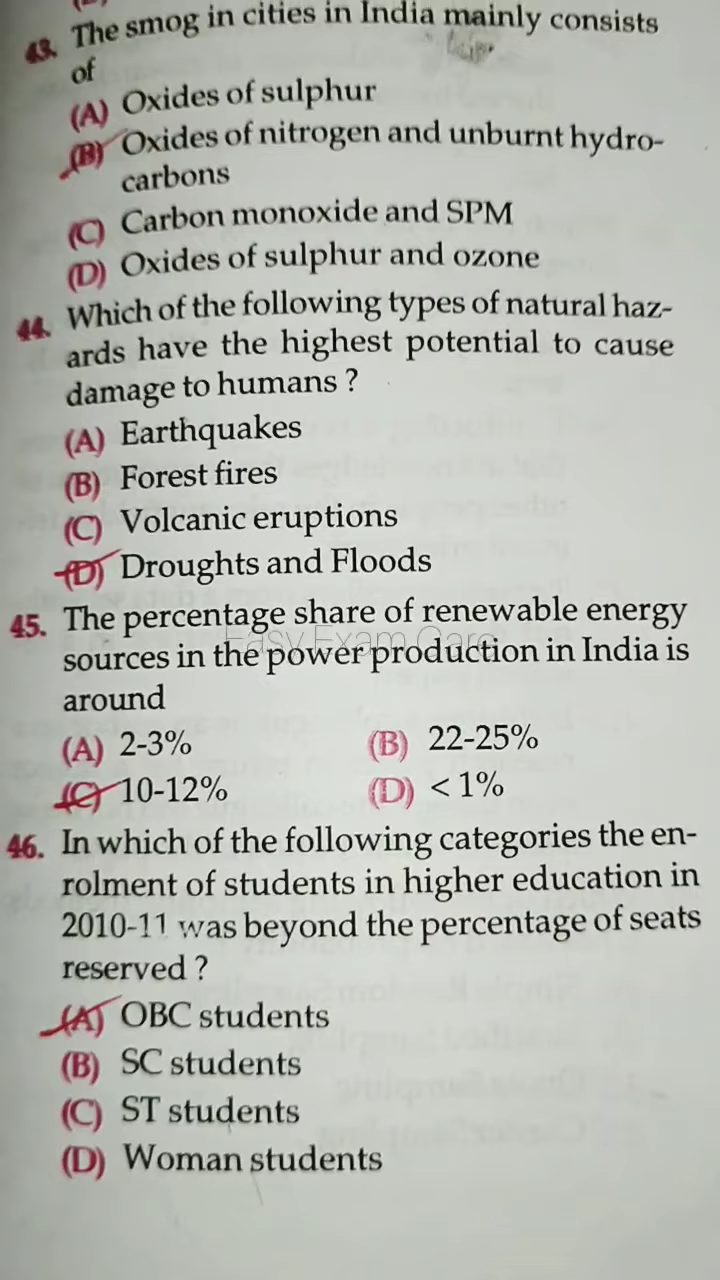 43. The smog in cities in India mainly consists
of
(A) Oxides of sulphur
(B) Oxides of nitrogen and unburnt hydro-
carbons
(C) Carbon monoxide and SPM
(D) Oxides of sulphur and ozone
44. Which of the following types of natural haz-
ards have the highest potential to cause
damage to humans ?
(A) Earthquakes
(B) Forest fires
(C) Volcanic eruptions
(D) Droughts and Floods
45. The percentage share of renewable energy
Easy Exam Care
sources in the power production in India is
around
(A) 2-3% (B) 22-25%
(C) 10-12% (D) < 1%
46. In which of the following categories the en-
rolment of students in higher education in
2010-11 was beyond the percentage of seats
reserved ?
(A) OBC students
(B) SC students
(C) ST students
(D) Woman students